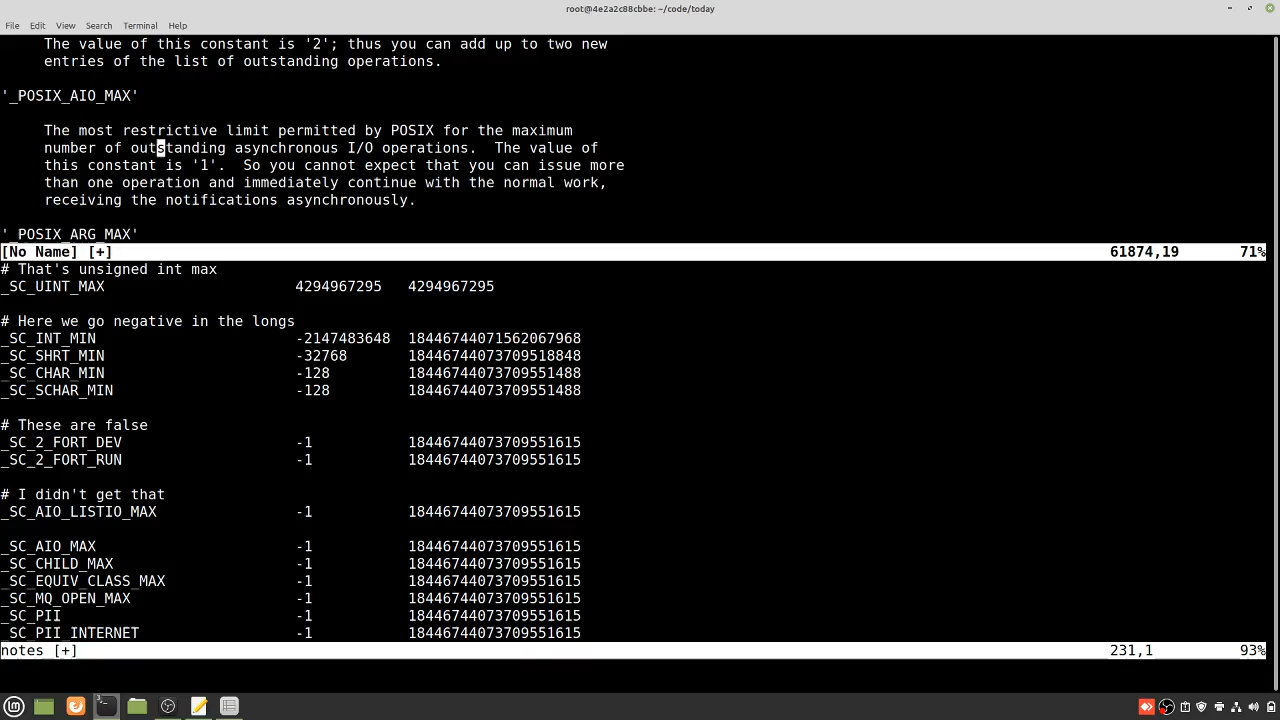 root@4e2a2c88cbbe: ~/code/today
File Edit View Search Terminal Help
The value of this constant is '2'; thus you can add up to two new
entries of the list of outstanding operations.
'_POSIX_AIO_MAX'
The most restrictive limit permitted by POSIX for the maximum
number of outstanding asynchronous I/O operations.  The value of
this constant is '1'.  So you cannot expect that you can issue more
than one operation and immediately continue with the normal work,
receiving the notifications asynchronously.
'_POSIX_ARG_MAX'
[No Name] [+] 61874,19 71%
# That's unsigned int max
_SC_UINT_MAX 4294967295 4294967295
# Here we go negative in the longs
_SC_INT_MIN -2147483648 18446744071562067968
_SC_SHRT_MIN -32768 18446744073709518848
_SC_CHAR_MIN -128 18446744073709551488
_SC_SCHAR_MIN -128 18446744073709551488
# These are false
_SC_2_FORT_DEV -1 18446744073709551615
_SC_2_FORT_RUN -1 18446744073709551615
# I didn't get that
_SC_AIO_LISTIO_MAX -1 18446744073709551615
_SC_AIO_MAX -1 18446744073709551615
_SC_CHILD_MAX -1 18446744073709551615
_SC_EQUIV_CLASS_MAX -1 18446744073709551615
_SC_MQ_OPEN_MAX -1 18446744073709551615
_SC_PII -1 18446744073709551615
_SC_PII_INTERNET -1 18446744073709551615
notes [+] 231,1 93%
3